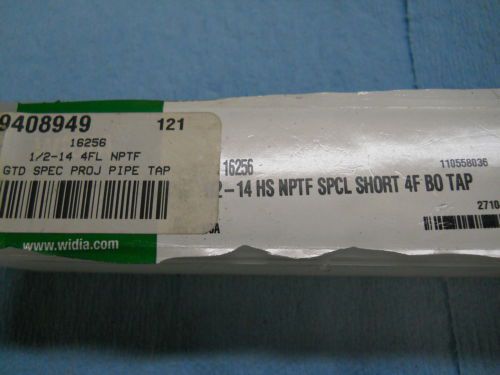 9408949 121
16256
1/2-14 4FL NPTF
GTD SPEC PROJ PIPE TAP
www.widia.com
16256 110558036
2-14 HS NPTF SPCL SHORT 4F BO TAP
2710